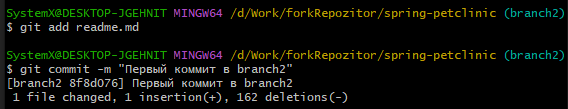 SystemX@DESKTOP-JGEHNIT MINGW64 /d/Work/forkRepozitor/spring-petclinic (branch2)
$ git add readme.md
SystemX@DESKTOP-JGEHNIT MINGW64 /d/Work/forkRepozitor/spring-petclinic (branch2)
$ git commit -m "Первый коммит в branch2"
[branch2 8f8d076] Первый коммит в branch2
1 file changed, 1 insertion(+), 162 deletions(-)